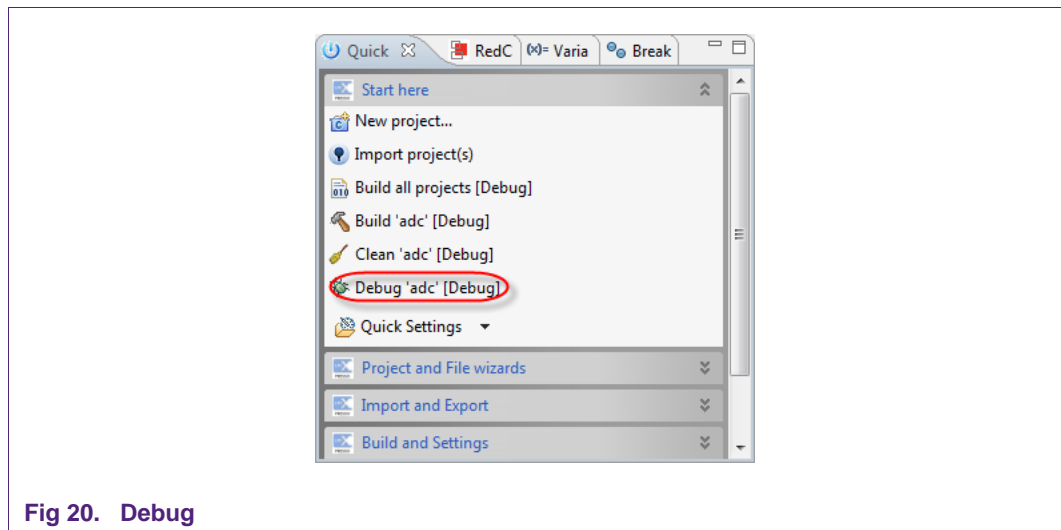 Quick RedC (x)= Varia Break
Start here
New project...
Import project(s)
010
Build all projects [Debug]
Build 'adc' [Debug]
Clean 'adc' [Debug]
Debug 'adc' [Debug]
Quick Settings
Project and File wizards
Import and Export
Build and Settings
Fig 20. Debug